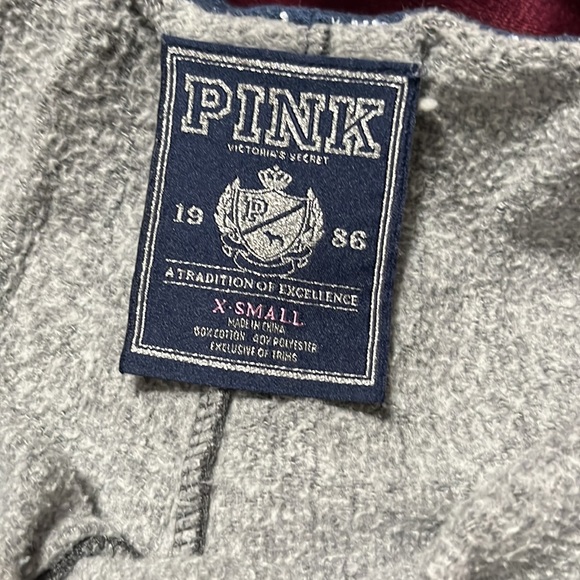 PINK
VICTORIA'S SECRET
P
19 86
A TRADITION OF EXCELLENCE
X-SMALL
MADE IN CHINA
60% COTTON 40% POLYESTER
EXCLUSIVE OF TRIMS